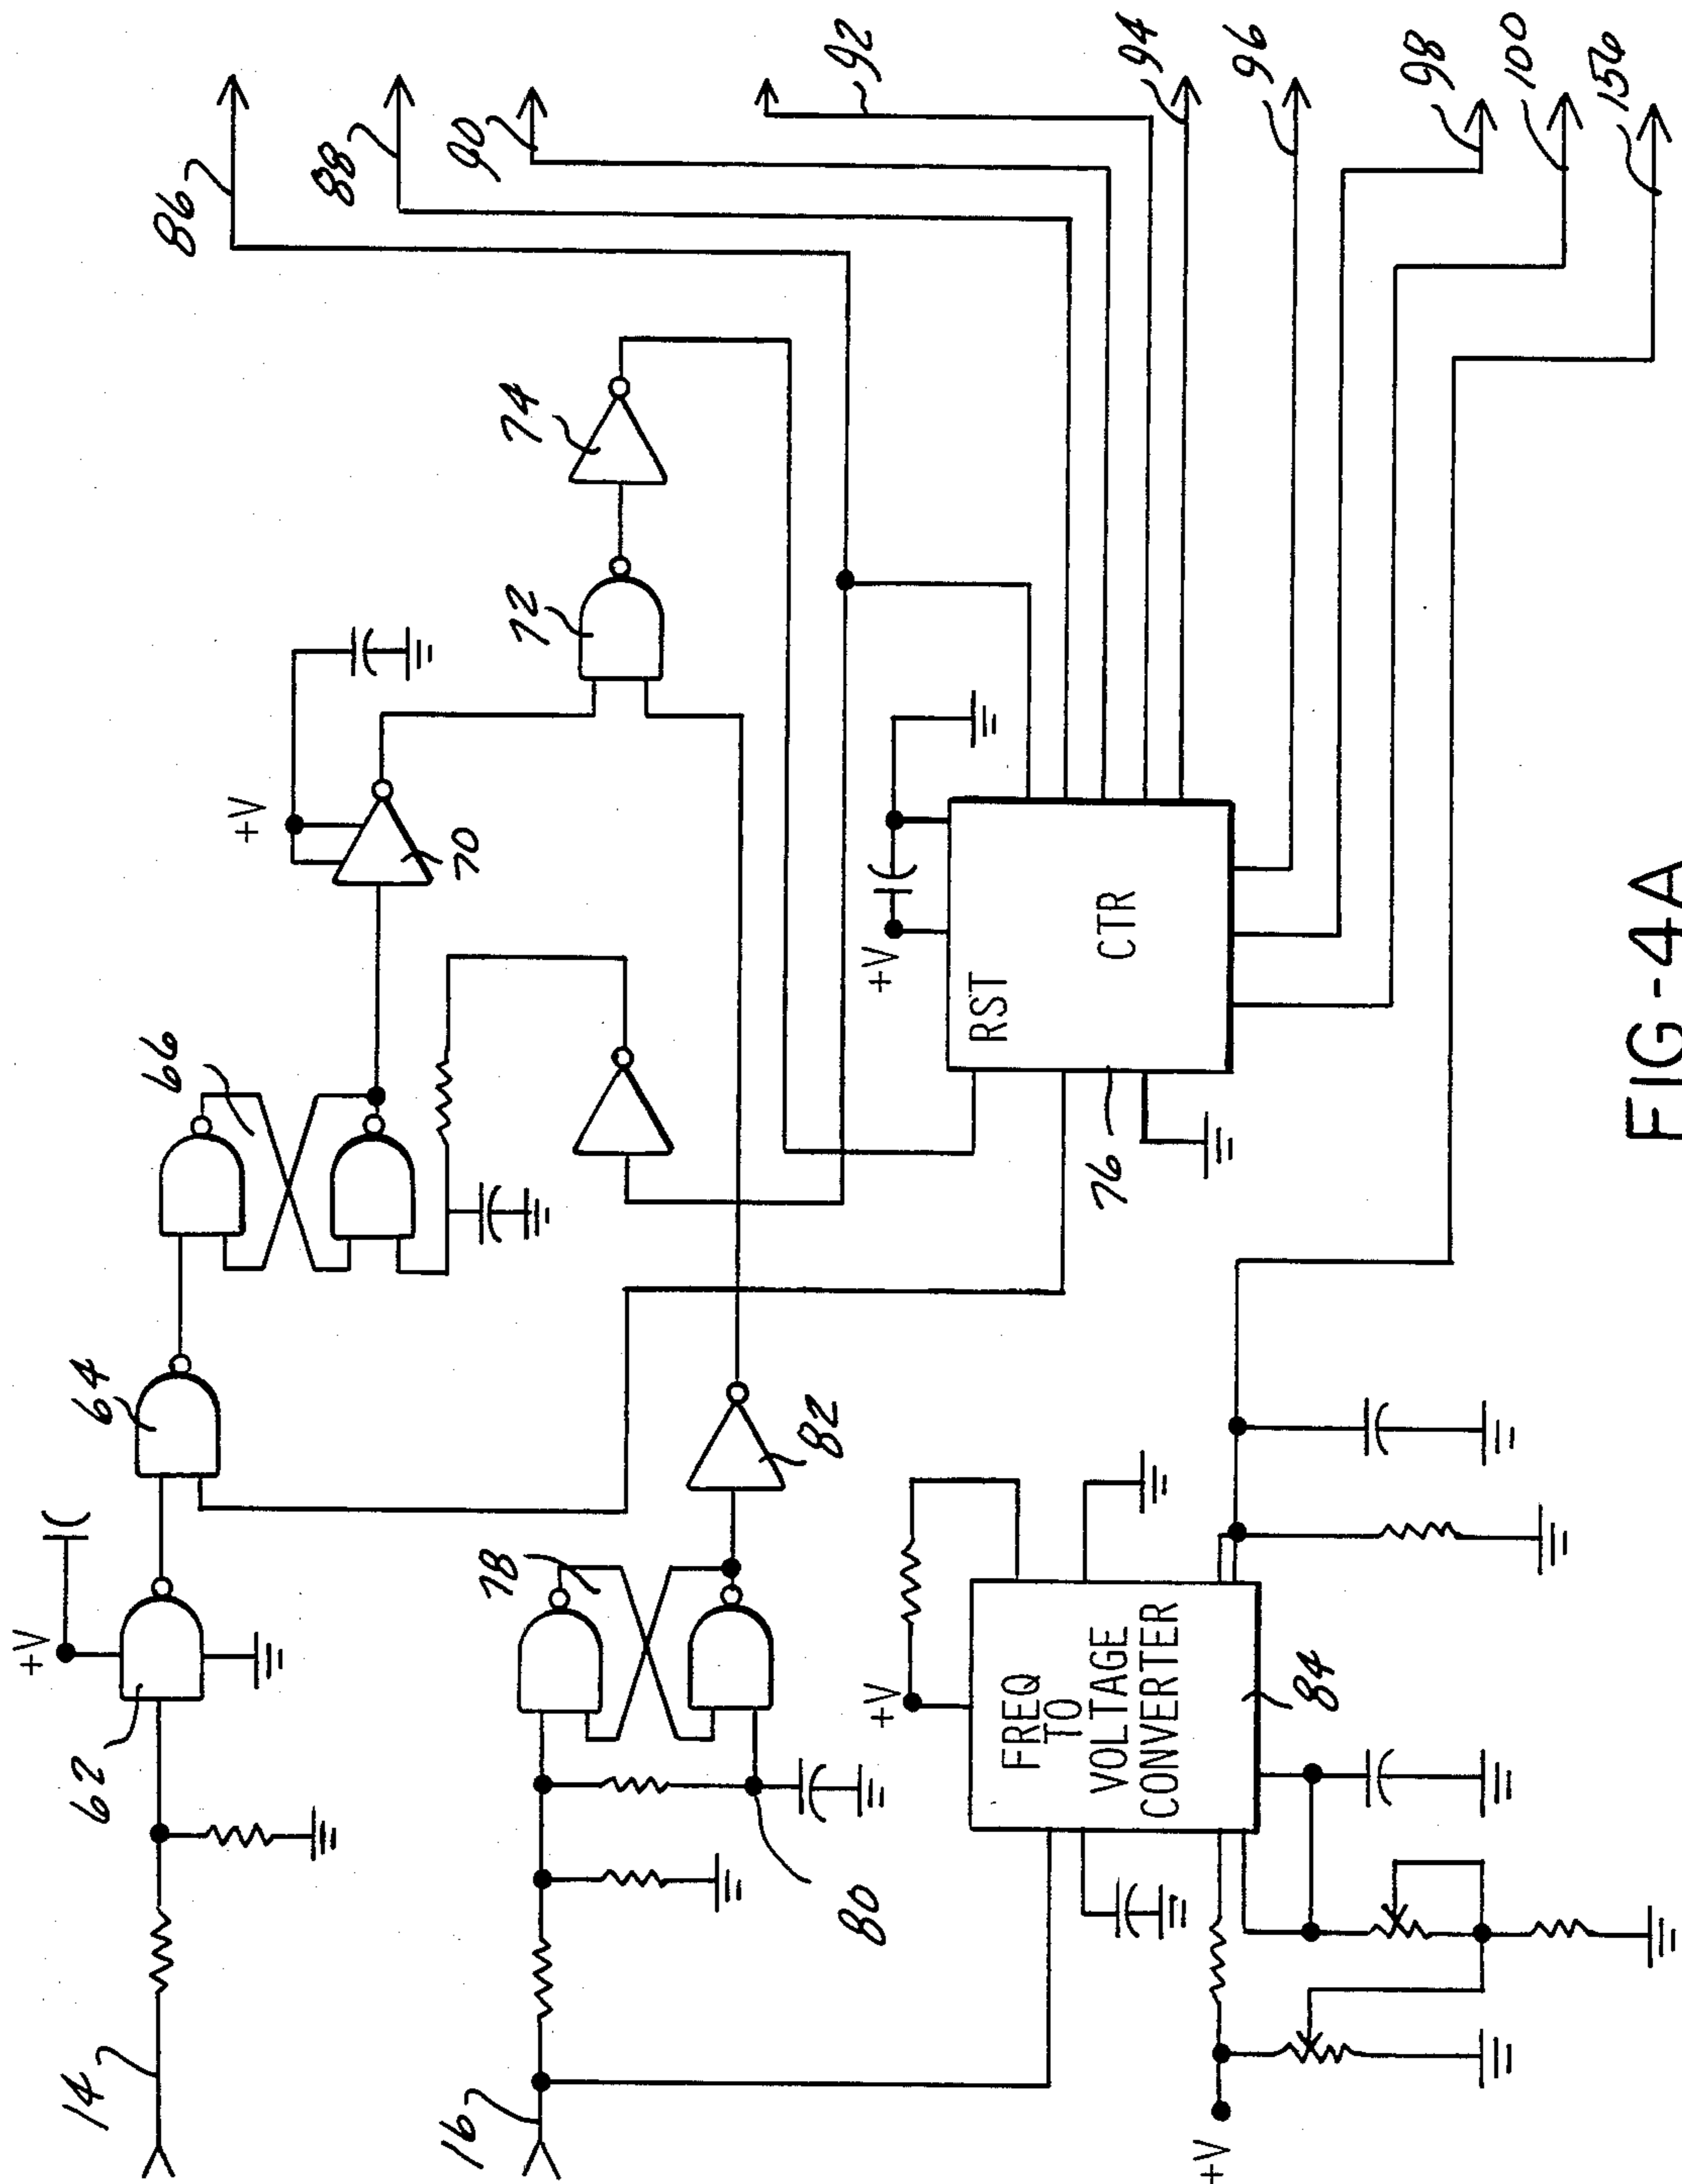 14
62
+V
64
66
+V
70
72
74
86
88
90
92
94
96
98
100
156
16
80
78
82
+V
RST
CTR
76
+V
FREQ
TO
VOLTAGE
CONVERTER
84
+V
FIG-4A